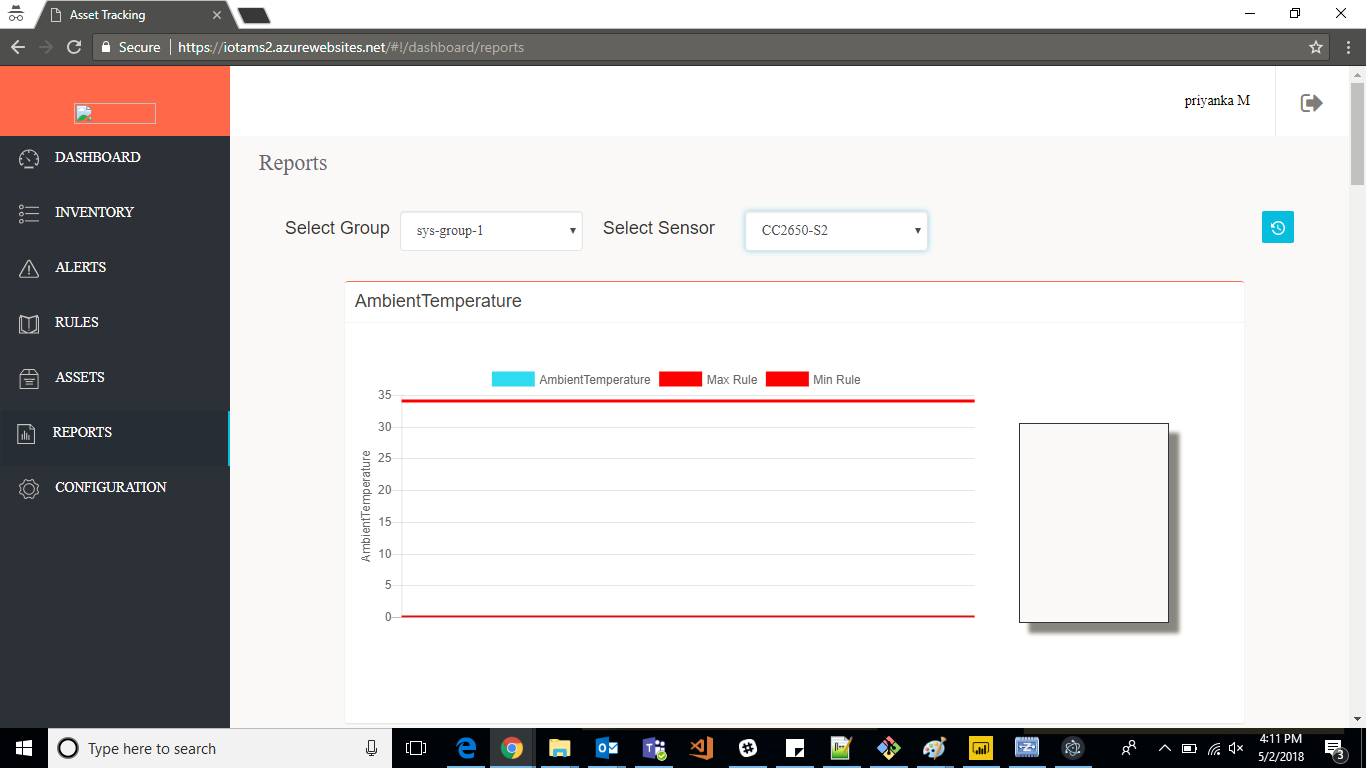 Asset Tracking
Secure https://iotams2.azurewebsites.net/#!/dashboard/reports
priyanka M
DASHBOARD
INVENTORY
ALERTS
RULES
ASSETS
REPORTS
CONFIGURATION
Reports
Select Group sys-group-1 Select Sensor CC2650-S2
AmbientTemperature
AmbientTemperature Max Rule Min Rule
AmbientTemperature
35
30
25
20
15
10
5
0
Type here to search
4:11 PM
5/2/2018
3